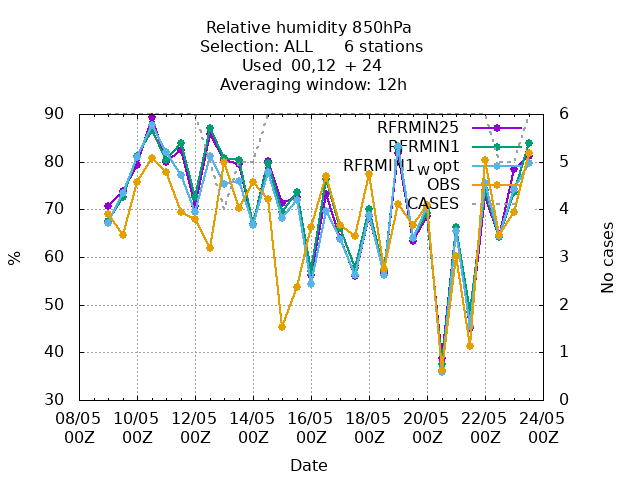 Relative humidity 850hPa
Selection: ALL 6 stations
Used 00,12 + 24
Averaging window: 12h
90 6
RFRMIN25
RFRMIN1
80 5
RFRMIN1w opt
OBS
CASES
70 4
60 3
50 2
40 1
30 0
%
No cases
08/05 10/05 12/05 14/05 16/05 18/05 20/05 22/05 24/05
00Z 00Z 00Z 00Z 00Z 00Z 00Z 00Z 00Z
Date